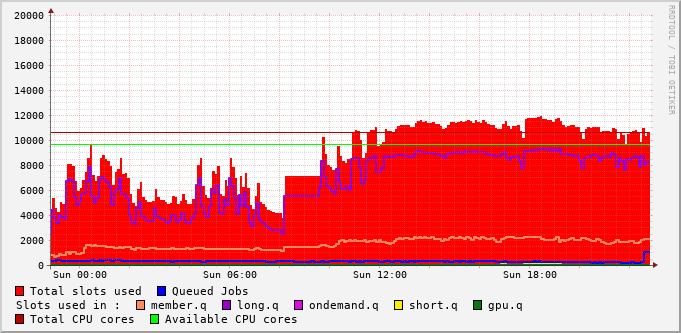 RRDTOOL / TOBI OETIKER
20000
18000
16000
14000
12000
10000
8000
6000
4000
2000
0
Sun 00:00 Sun 06:00 Sun 12:00 Sun 18:00
Total slots used Queued Jobs
Slots used in : member.q long.q ondemand.q short.q gpu.q
Total CPU cores Available CPU cores